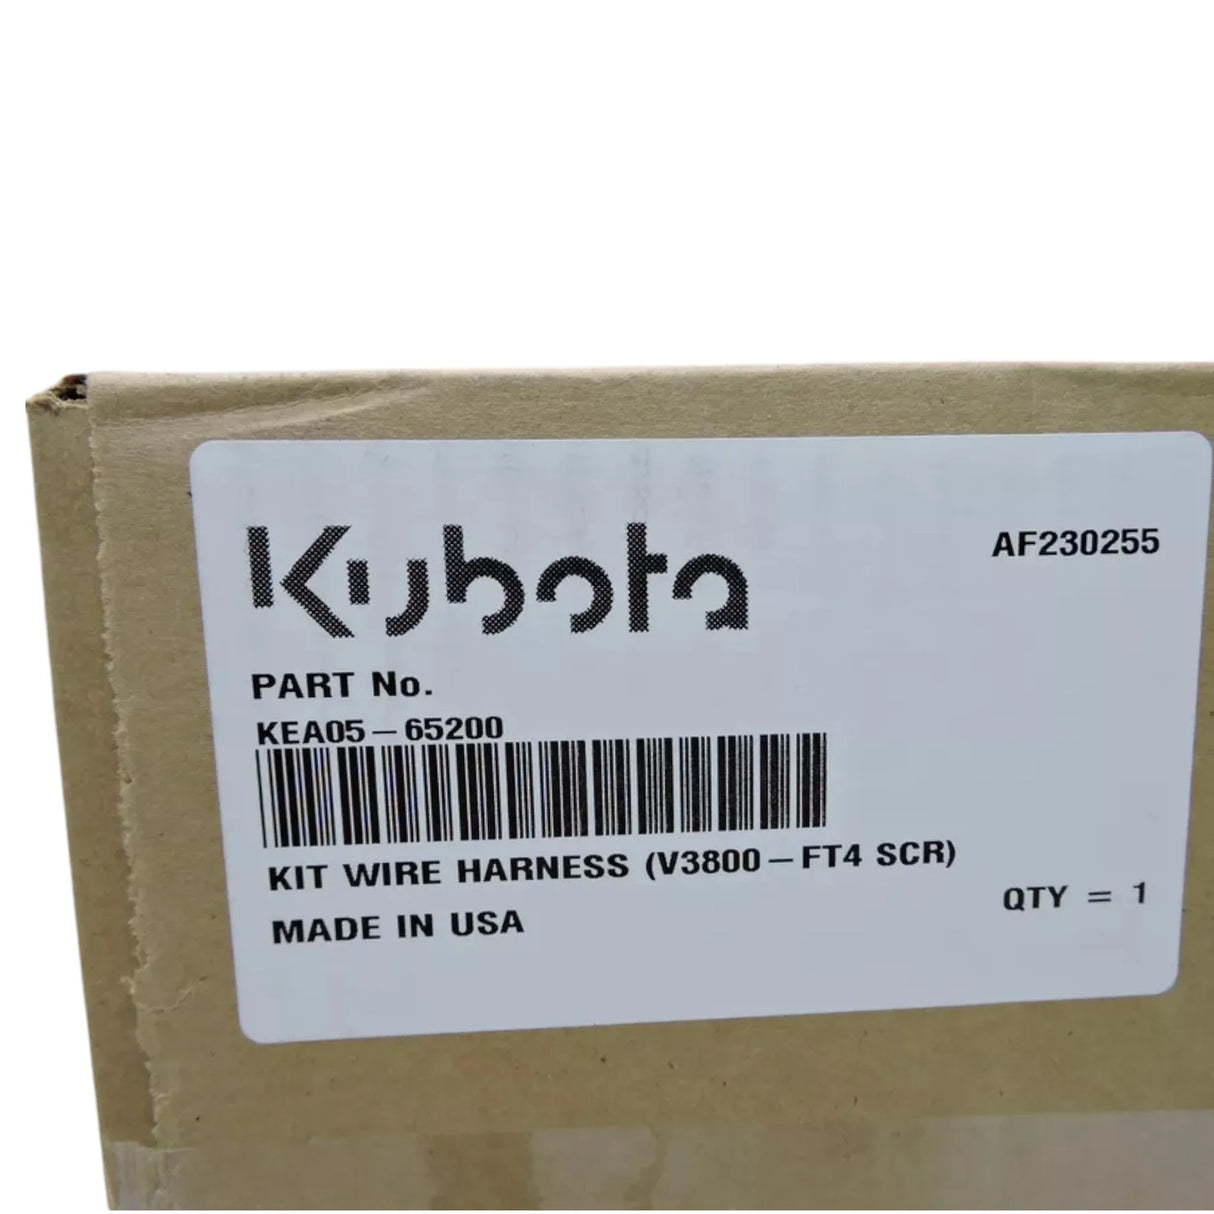 Kubota
AF230255
PART No.
KEA05-65200
KIT WIRE HARNESS (V3800-FT4 SCR)
QTY = 1
MADE IN USA